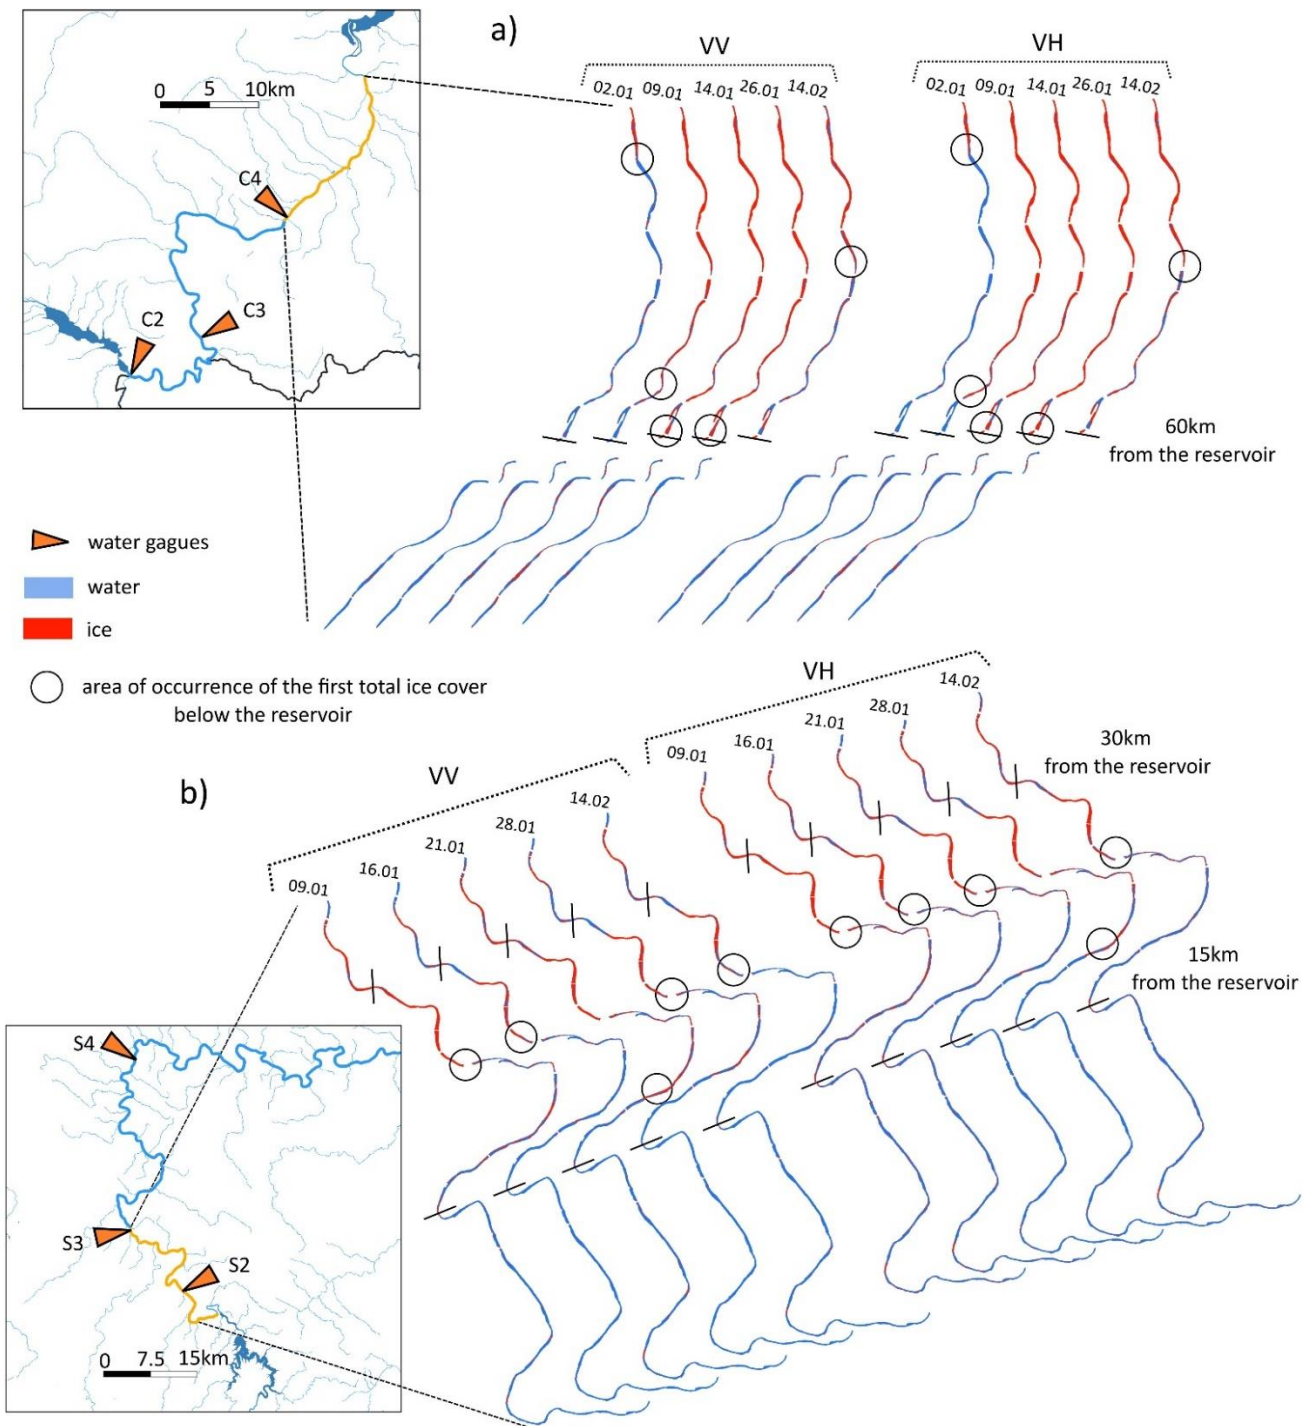 a)
VV
VH
02.01 09.01 14.01 26.01 14.02
02.01 09.01 14.01 26.01 14.02
0 5 10km
C4
C3
C2
60km
from the reservoir
water gagues
water
ice
area of occurrence of the first total ice cover
below the reservoir
b)
VV
VH
09.01 16.01 21.01 28.01 14.02
09.01 16.01 21.01 28.01 14.02
30km
from the reservoir
15km
from the reservoir
S4
S3
S2
0 7.5 15km